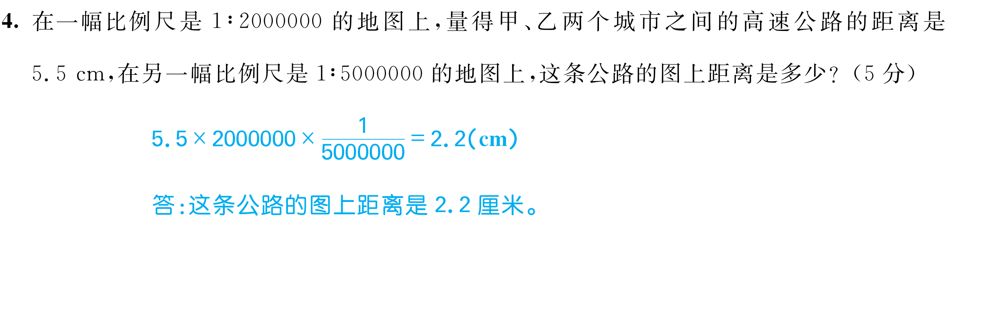 4. 在一幅比例尺是 1∶2000000 的地图上,量得甲、乙两个城市之间的高速公路的距离是
5.5 cm,在另一幅比例尺是 1∶5000000 的地图上,这条公路的图上距离是多少?(5 分)
5.5×2000000×1/5000000=2.2(cm)
答:这条公路的图上距离是 2.2 厘米。